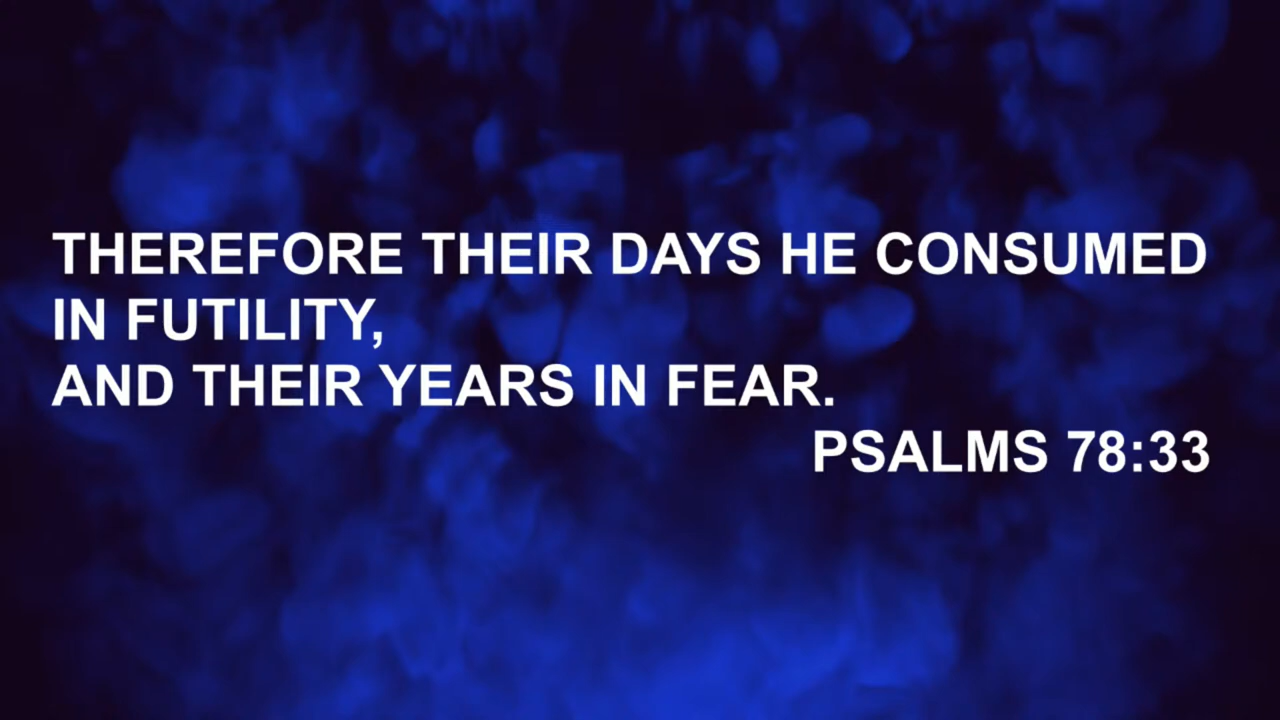 THEREFORE THEIR DAYS HE CONSUMED
IN FUTILITY,
AND THEIR YEARS IN FEAR.
PSALMS 78:33